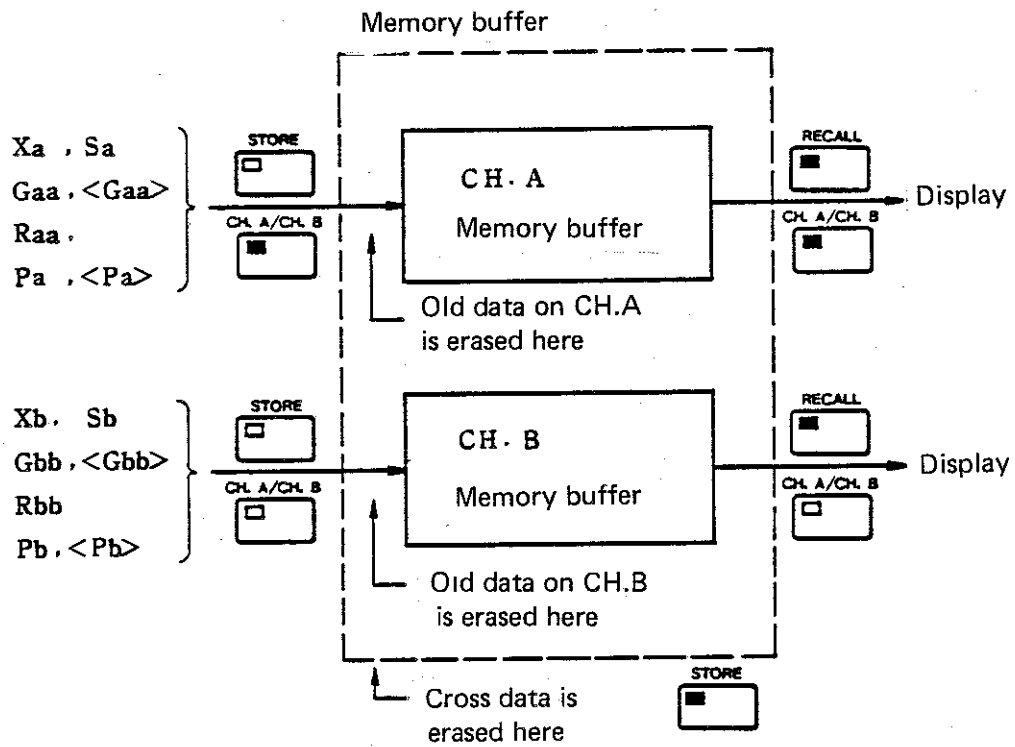 Memory buffer
Xa , Sa
Gaa , <Gaa>
Raa ,
Pa , <Pa>
STORE
CH. A/CH. B
CH. A
Memory buffer
RECALL
CH. A/CH. B
Display
Old data on CH.A
is erased here
Xb . Sb
Gbb , <Gbb>
Rbb
Pb , <Pb>
STORE
CH. A/CH. B
CH. B
Memory buffer
RECALL
CH. A/CH. B
Display
Old data on CH.B
is erased here
Cross data is
erased here
STORE